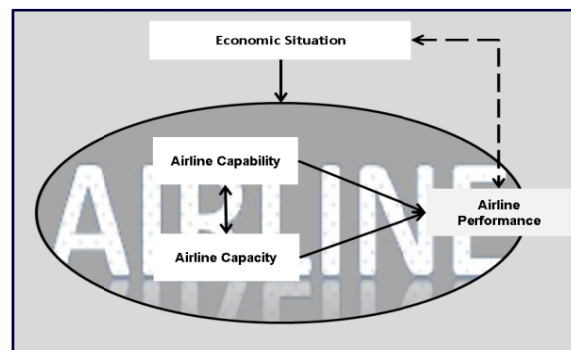 Economic Situation
Airline Capability
AIRLINE
Airline Capacity
Airline
Performance